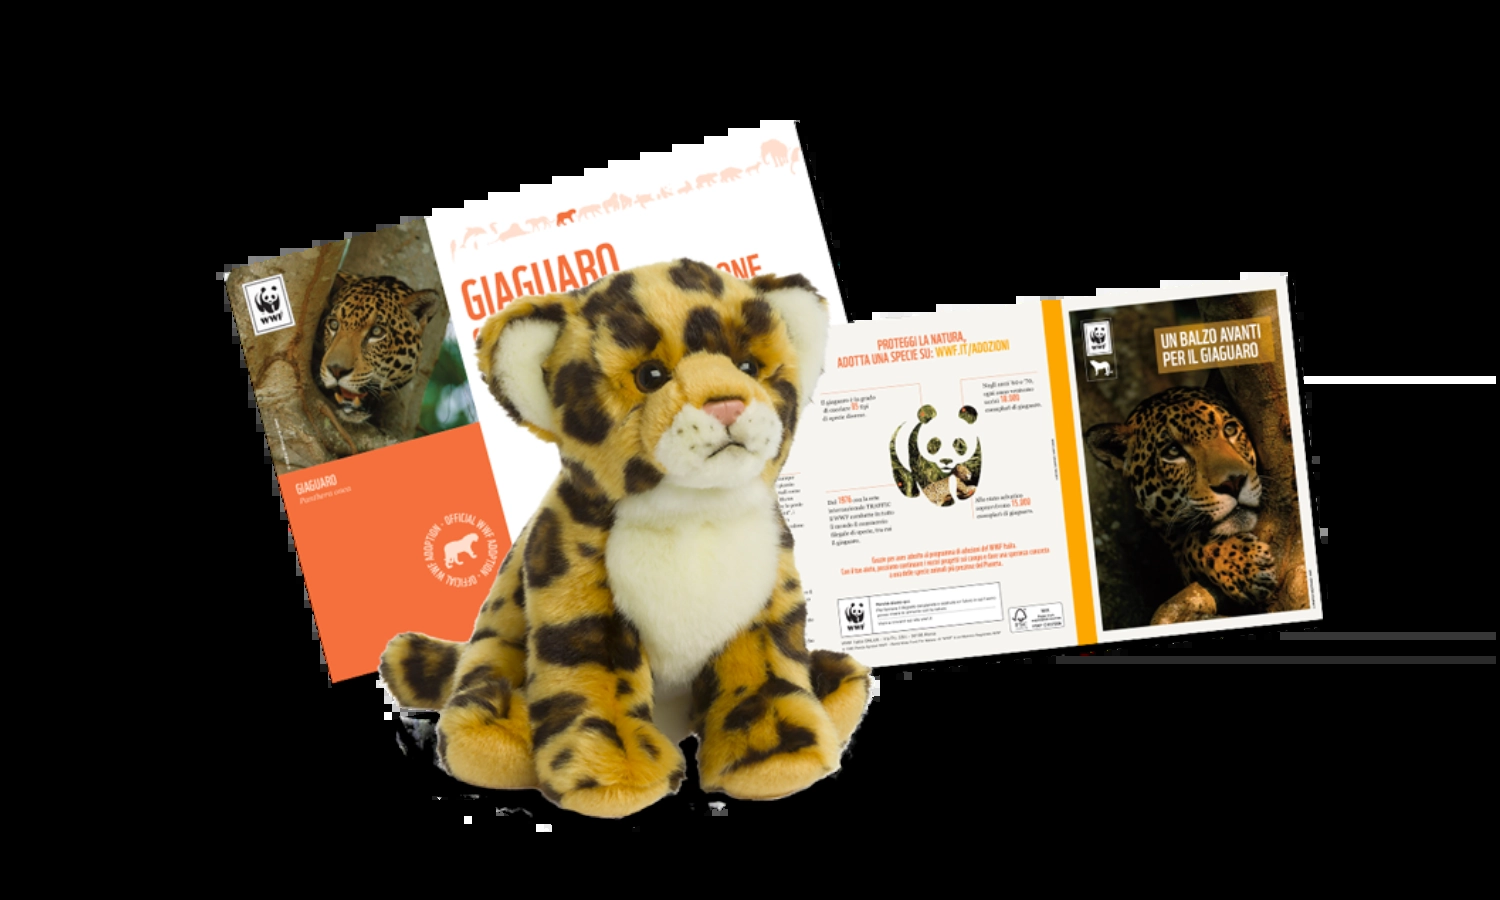 WWF
GIAGUARO
GIAGUARO
Panthera onca
OFFICIAL WWF ADOPTION · OFFICIAL WWF ADOPTION ·
PROTEGGI LA NATURA,
ADOTTA UNA SPECIE SU: WWF.IT/ADOZIONI
Il giaguaro è in grado
di cacciare 85 tipi
di specie diverse.
Negli anni '60 e '70,
ogni anno venivano
uccisi 18.000
esemplari di giaguaro.
Dal 1976 con la rete
internazionale TRAFFIC
il WWF combatte in tutto
il mondo il commercio
illegale di specie, tra cui
il giaguaro.
Allo stato selvatico
sopravvivono 15.000
esemplari di giaguaro.
Grazie per aver aderito al programma di adozioni del WWF Italia.
Con il tuo aiuto, possiamo continuare i nostri progetti sul campo e dare una speranza concreta
a una delle specie animali più preziose del Pianeta.
WWF
FSC
WWF
UN BALZO AVANTI
PER IL GIAGUARO